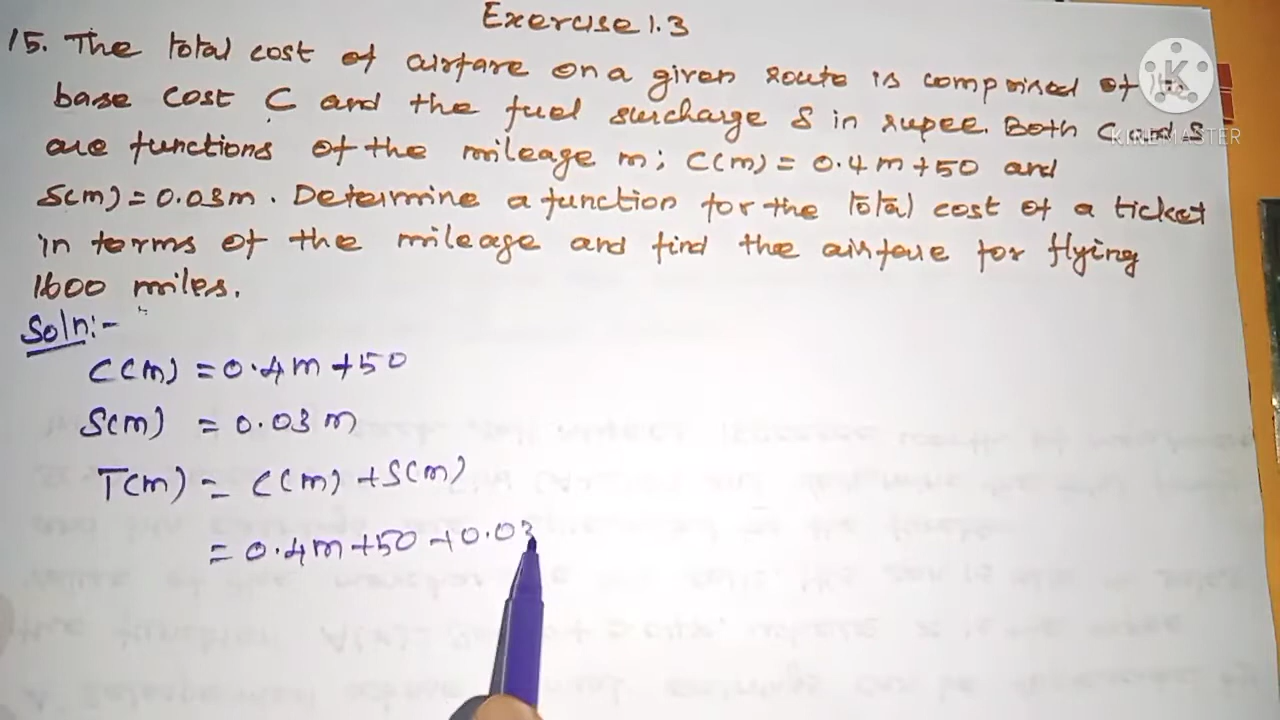 Exercise 1.3
15. The total cost of airfare on a given route is comprised of
base cost C and the fuel surcharge S in rupee. Both C and S
are functions of the mileage m; C(m) = 0.4m + 50 and
S(m) = 0.03m. Determine a function for the total cost of a ticket
in terms of the mileage and find the airfare for flying
1600 miles.
Soln:-
C(m) = 0.4m + 50
S(m) = 0.03m
T(m) = C(m) + S(m)
= 0.4m + 50 + 0.03
K
KINEMASTER